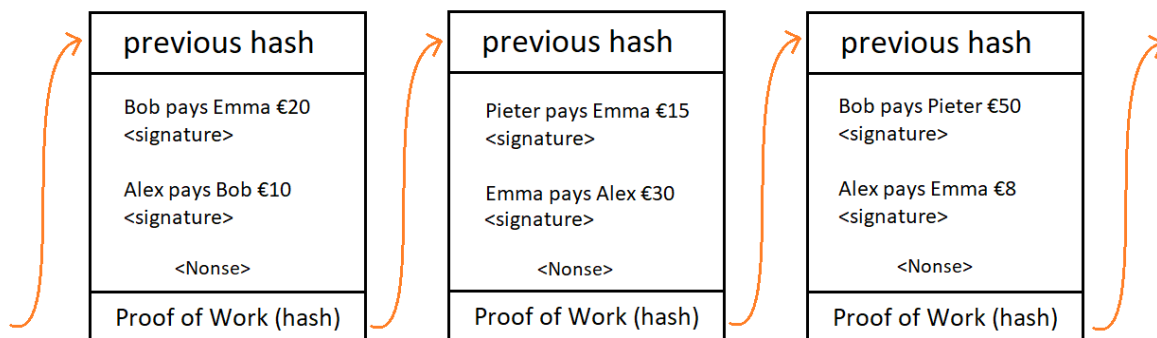 previous hash
Bob pays Emma €20
<signature>
Alex pays Bob €10
<signature>
<Nonse>
Proof of Work (hash)
previous hash
Pieter pays Emma €15
<signature>
Emma pays Alex €30
<signature>
<Nonse>
Proof of Work (hash)
previous hash
Bob pays Pieter €50
<signature>
Alex pays Emma €8
<signature>
<Nonse>
Proof of Work (hash)